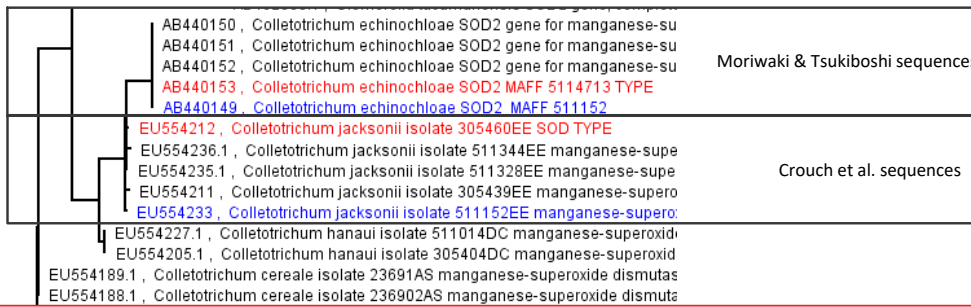 AB440150 , Colletotrichum echinochloae SOD2 gene for manganese-su
AB440151 , Colletotrichum echinochloae SOD2 gene for manganese-su
AB440152 , Colletotrichum echinochloae SOD2 gene for manganese-su
AB440153 , Colletotrichum echinochloae SOD2 MAFF 5114713 TYPE
AB440149 , Colletotrichum echinochloae SOD2 MAFF 511152
Moriwaki & Tsukiboshi sequences
EU554212 , Colletotrichum jacksonii isolate 305460EE SOD TYPE
EU554236.1 , Colletotrichum jacksonii isolate 511344EE manganese-supe
EU554235.1 , Colletotrichum jacksonii isolate 511328EE manganese-supe
EU554211 , Colletotrichum jacksonii isolate 305439EE manganese-supero
EU554233 , Colletotrichum jacksonii isolate 511152EE manganese-supero
Crouch et al. sequences
EU554227.1 , Colletotrichum hanaui isolate 511014DC manganese-superoxid
EU554205.1 , Colletotrichum hanaui isolate 305404DC manganese-superoxid
EU554189.1 , Colletotrichum cereale isolate 23691AS manganese-superoxide dismutas
EU554188.1 , Colletotrichum cereale isolate 236902AS manganese-superoxide dismuta